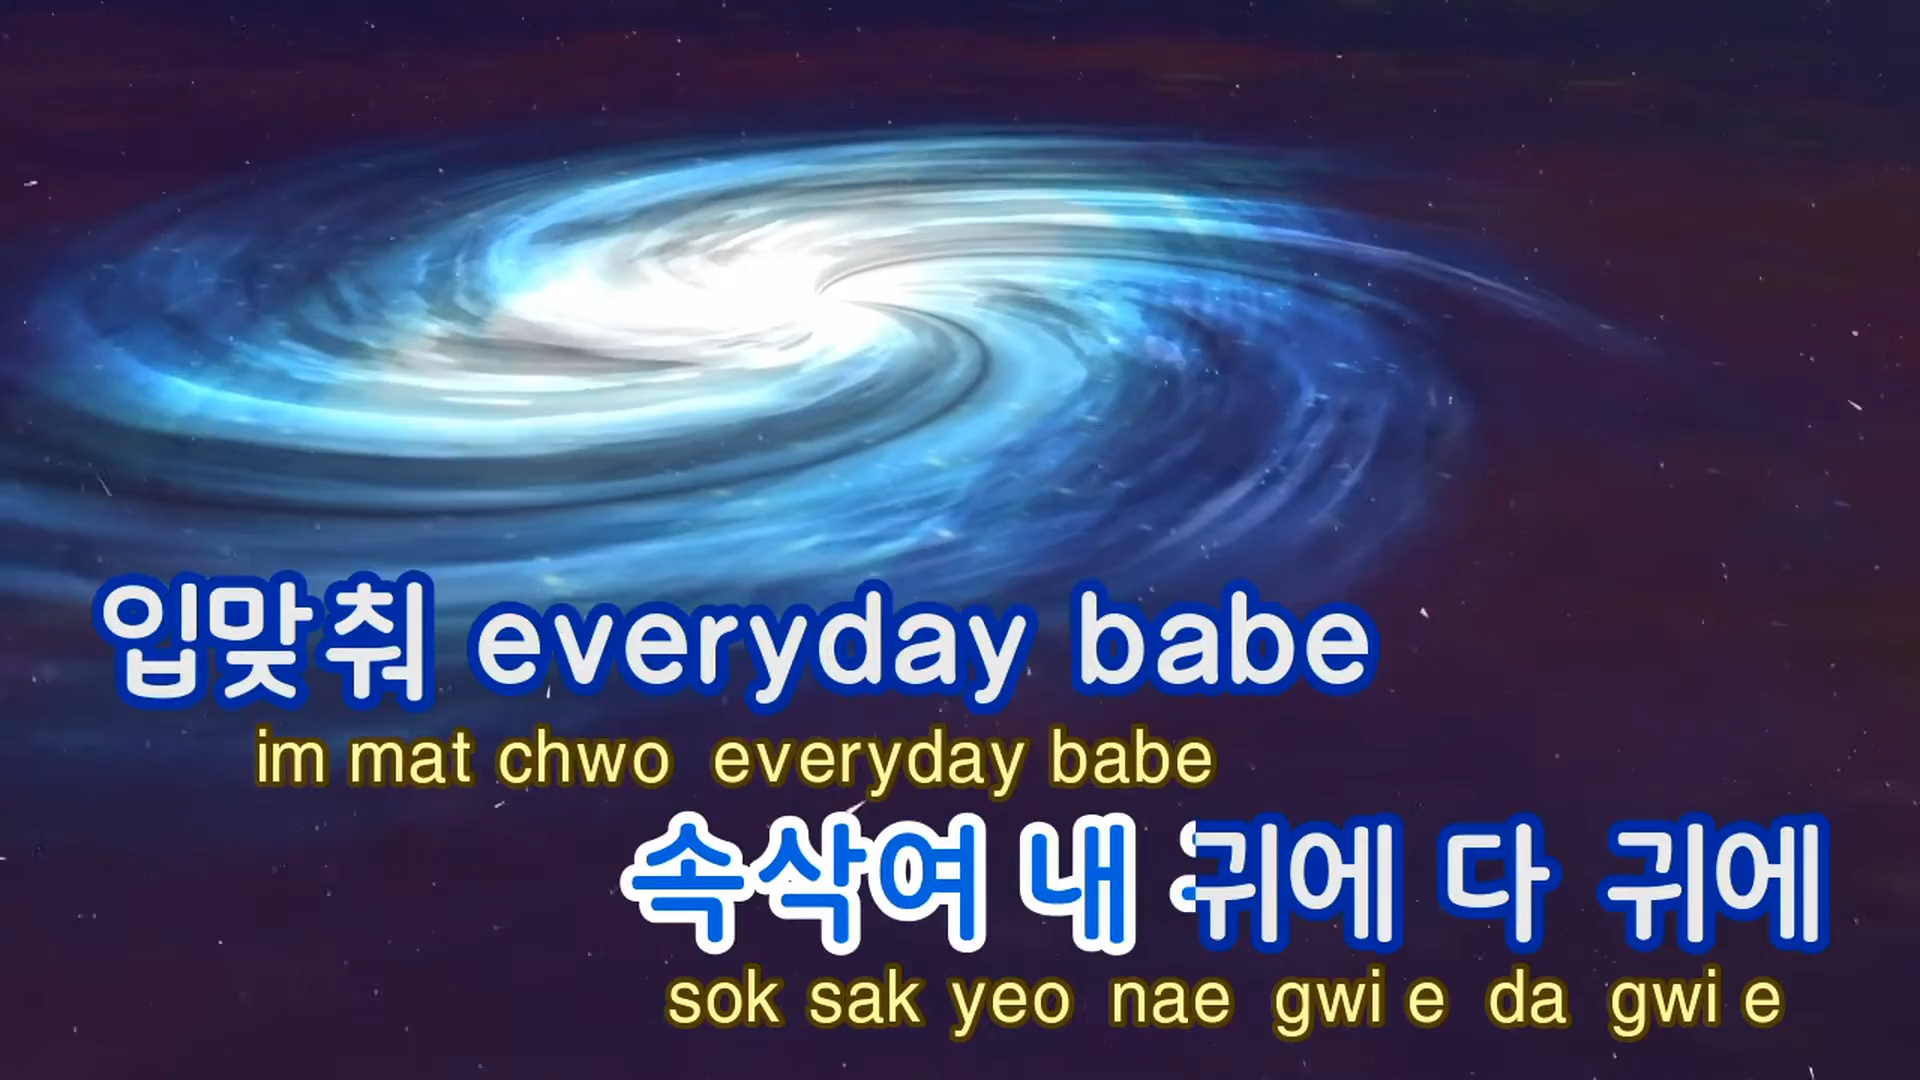 입맞춰 everyday babe
im mat chwo everyday babe
속삭여 내 귀에 다 귀에
sok sak yeo nae gwi e da gwi e